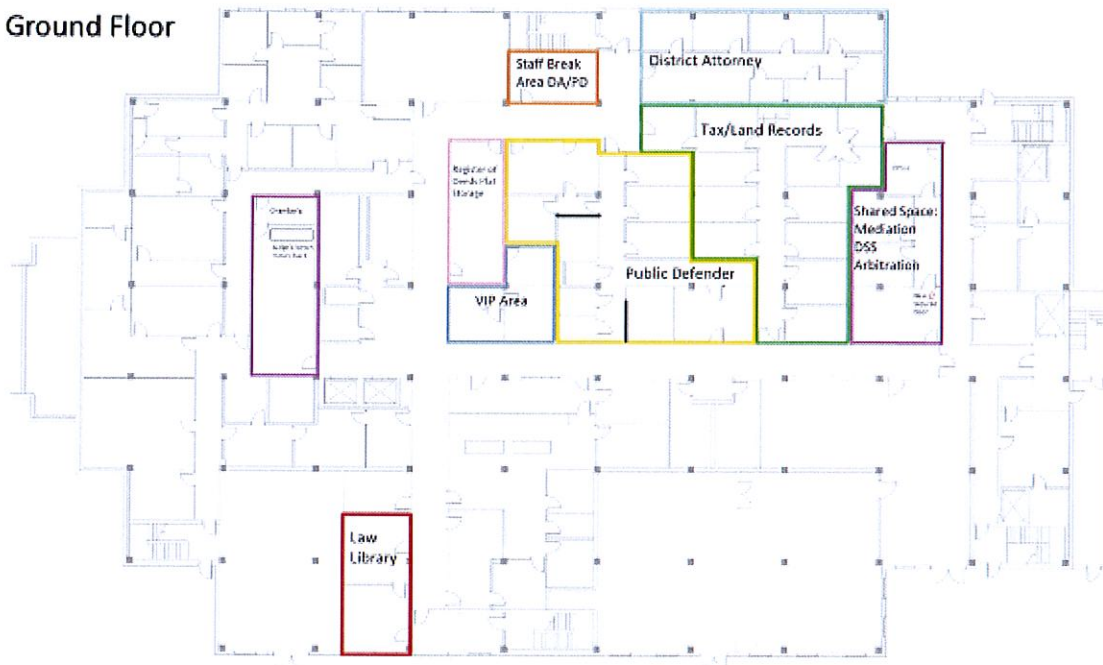 Ground Floor
Staff Break
Area DA/PD
District Attorney
Tax/Land Records
Register of
Deeds Plat
Storage
Chambers
Shared Space:
Mediation
DSS
Arbitration
Public Defender
VIP Area
Law
Library